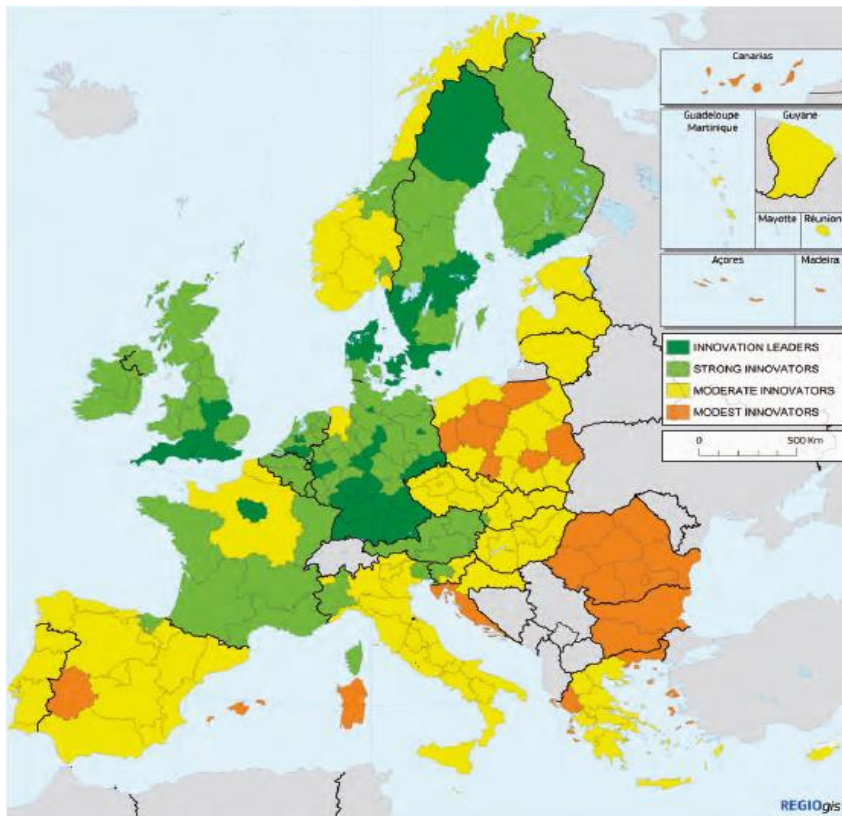 Canarias
Guadeloupe
Martinique
Guyane
Mayotte
Réunion
Açores
Madeira
INNOVATION LEADERS
STRONG INNOVATORS
MODERATE INNOVATORS
MODEST INNOVATORS
0 500 Km
REGIOgis